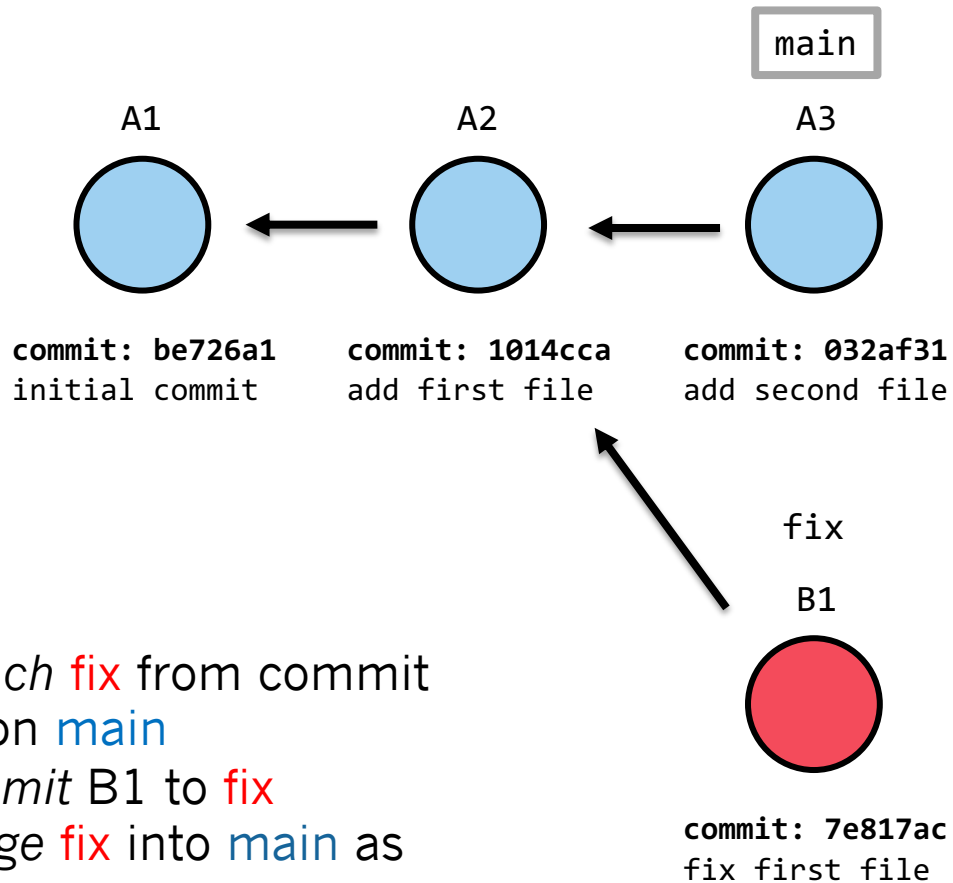 main
A1 A2 A3
commit: be726a1 commit: 1014cca commit: 032af31
initial commit add first file add second file
fix
B1
ch fix from commit
on main
mit B1 to fix
ge fix into main as
commit: 7e817ac
fix first file